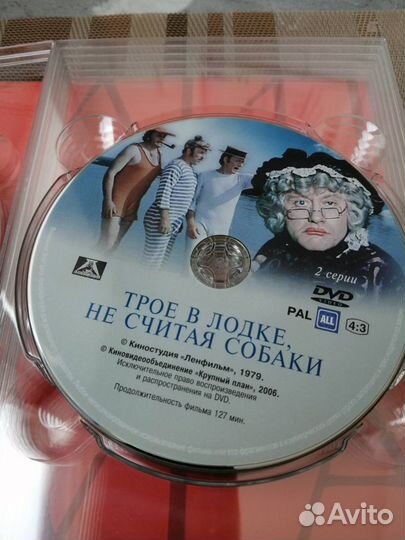 2 серии
DVD
VIDEO
PAL ALL 4:3
ТРОЕ В ЛОДКЕ,
НЕ СЧИТАЯ СОБАКИ
© Киностудия «Ленфильм», 1979.
© Киновидеообъединение «Крупный план», 2006.
Исключительное право воспроизведения
и распространения на DVD.
Продолжительность фильма 127 мин.
Avito